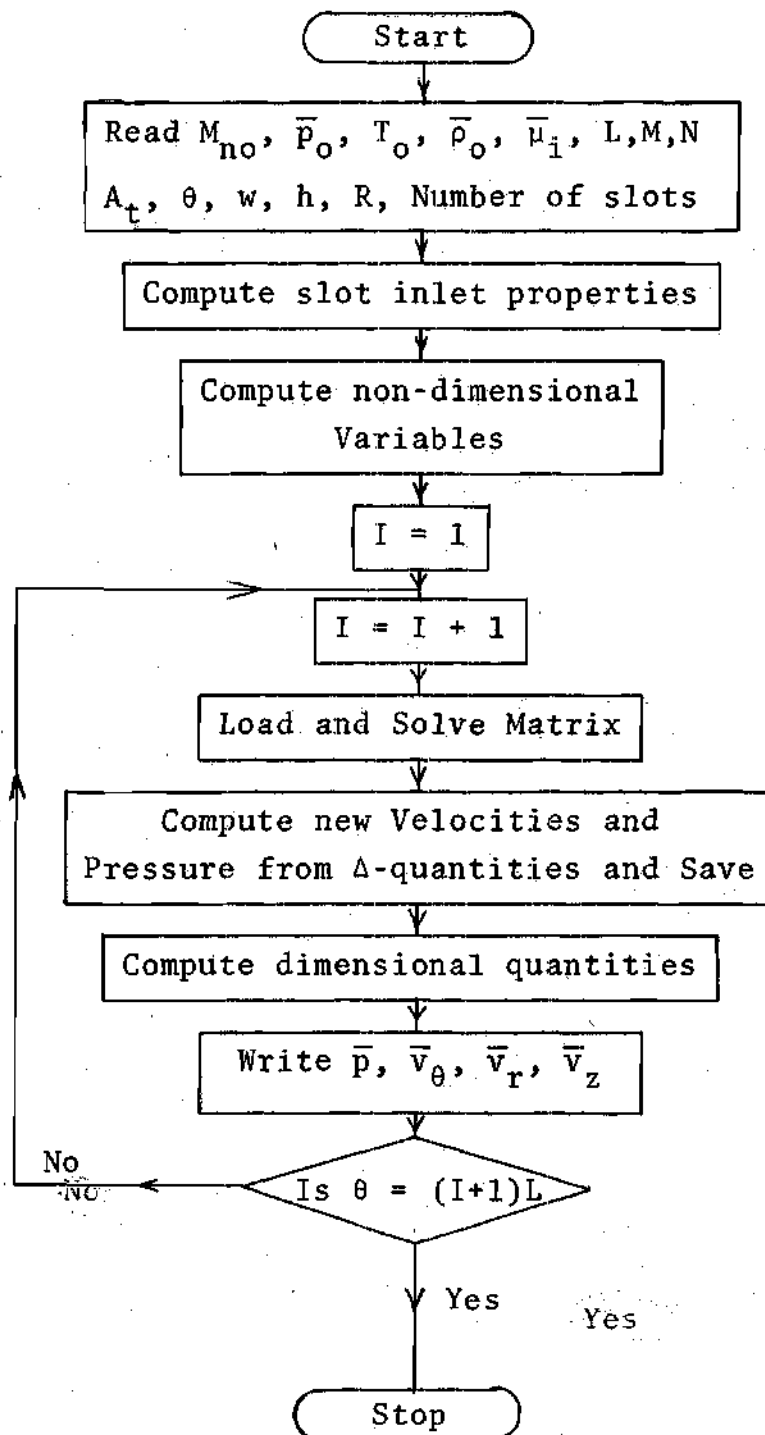 Start
Read M_no, p̅_o, T_o, ρ̅_o, μ̅_i, L,M,N
A_t, θ, w, h, R, Number of slots
Compute slot inlet properties
Compute non-dimensional
Variables
I = 1
I = I + 1
Load and Solve Matrix
Compute new Velocities and
Pressure from Δ-quantities and Save
Compute dimensional quantities
Write p̅, v̅_θ, v̅_r, v̅_z
No
No
Is θ = (I+1)L
Yes
Yes
Stop